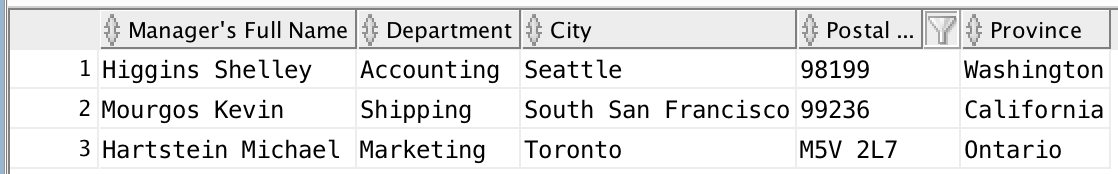 Manager's Full Name Department City Postal ... Province
1 Higgins Shelley Accounting Seattle 98199 Washington
2 Mourgos Kevin Shipping South San Francisco 99236 California
3 Hartstein Michael Marketing Toronto M5V 2L7 Ontario